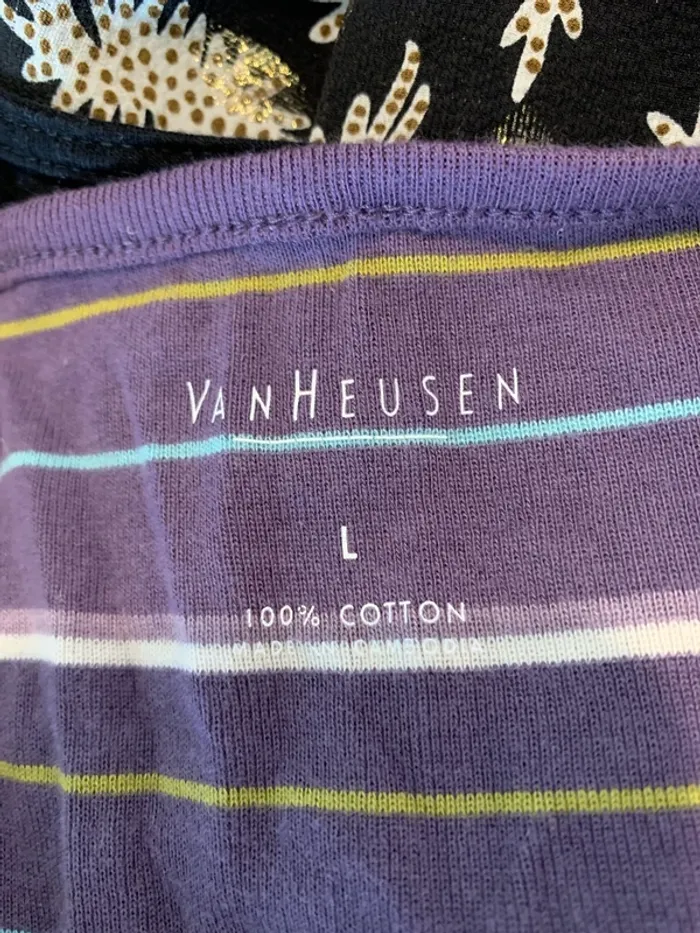 VANHEUSEN
L
100% COTTON
MADE IN CAMBODIA